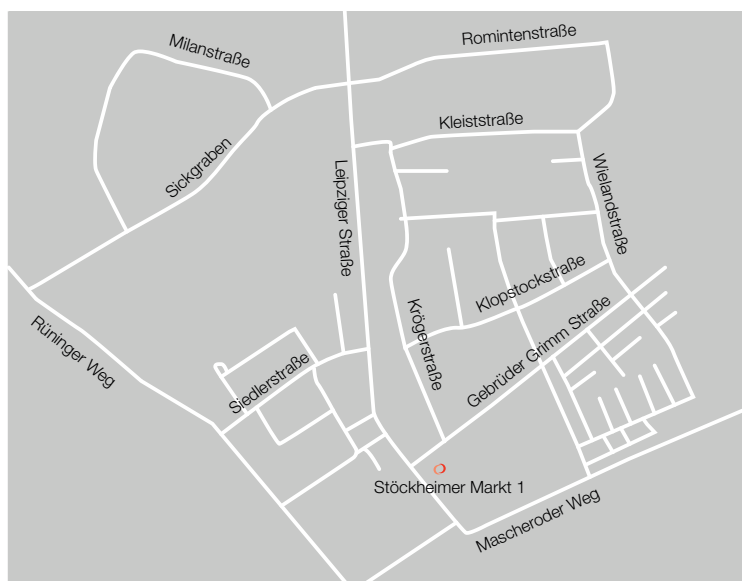 Romintenstraße
Milanstraße
Kleiststraße
Sickgraben
Wielandstraße
Leipziger Straße
Klopstockstraße
Krögerstraße
Gebrüder Grimm Straße
Rüninger Weg
Siedlerstraße
Stöckheimer Markt 1
Mascheroder Weg